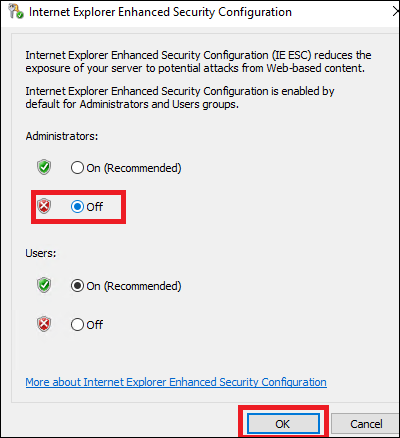 Internet Explorer Enhanced Security Configuration
Internet Explorer Enhanced Security Configuration (IE ESC) reduces the
exposure of your server to potential attacks from Web-based content.
Internet Explorer Enhanced Security Configuration is enabled by
default for Administrators and Users groups.
Administrators:
On (Recommended)
Off
Users:
On (Recommended)
Off
More about Internet Explorer Enhanced Security Configuration
OK Cancel